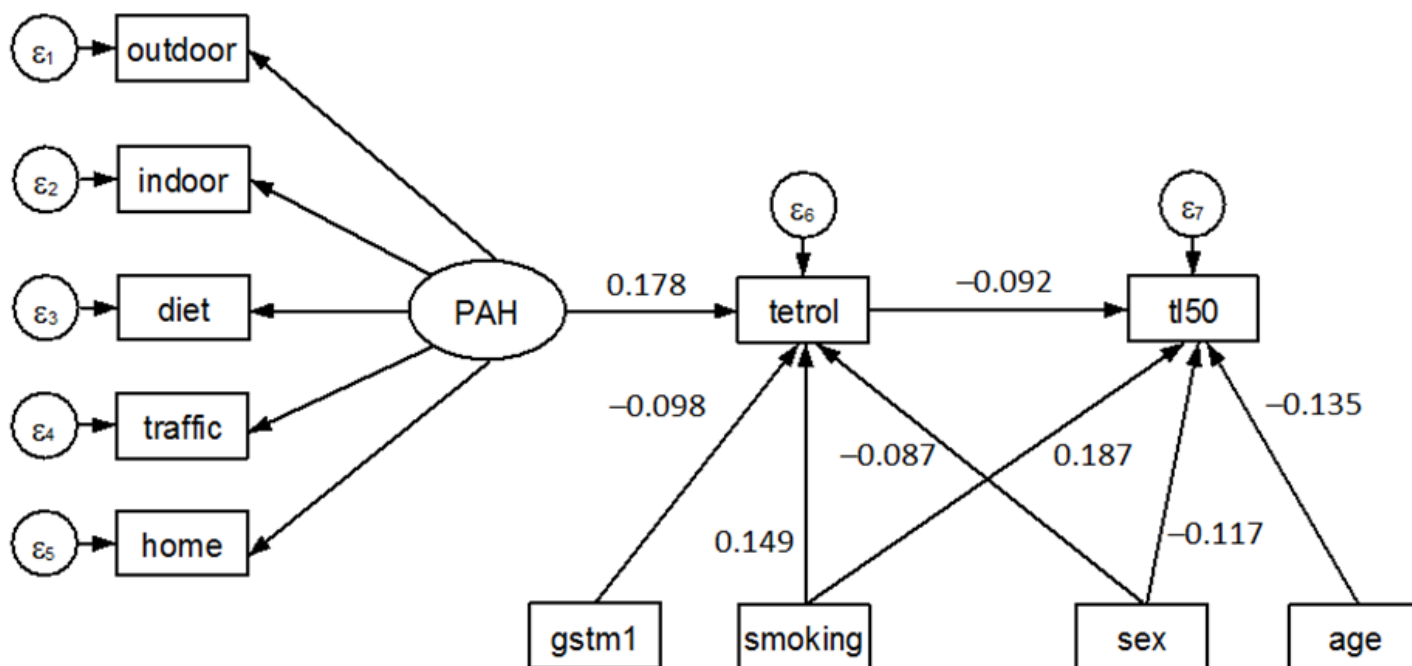 ε1
outdoor
ε2
indoor
ε3
diet
ε4
traffic
ε5
home
PAH
0.178
ε6
tetrol
−0.092
ε7
tl50
−0.098
−0.087
0.187
−0.135
0.149
−0.117
gstm1
smoking
sex
age